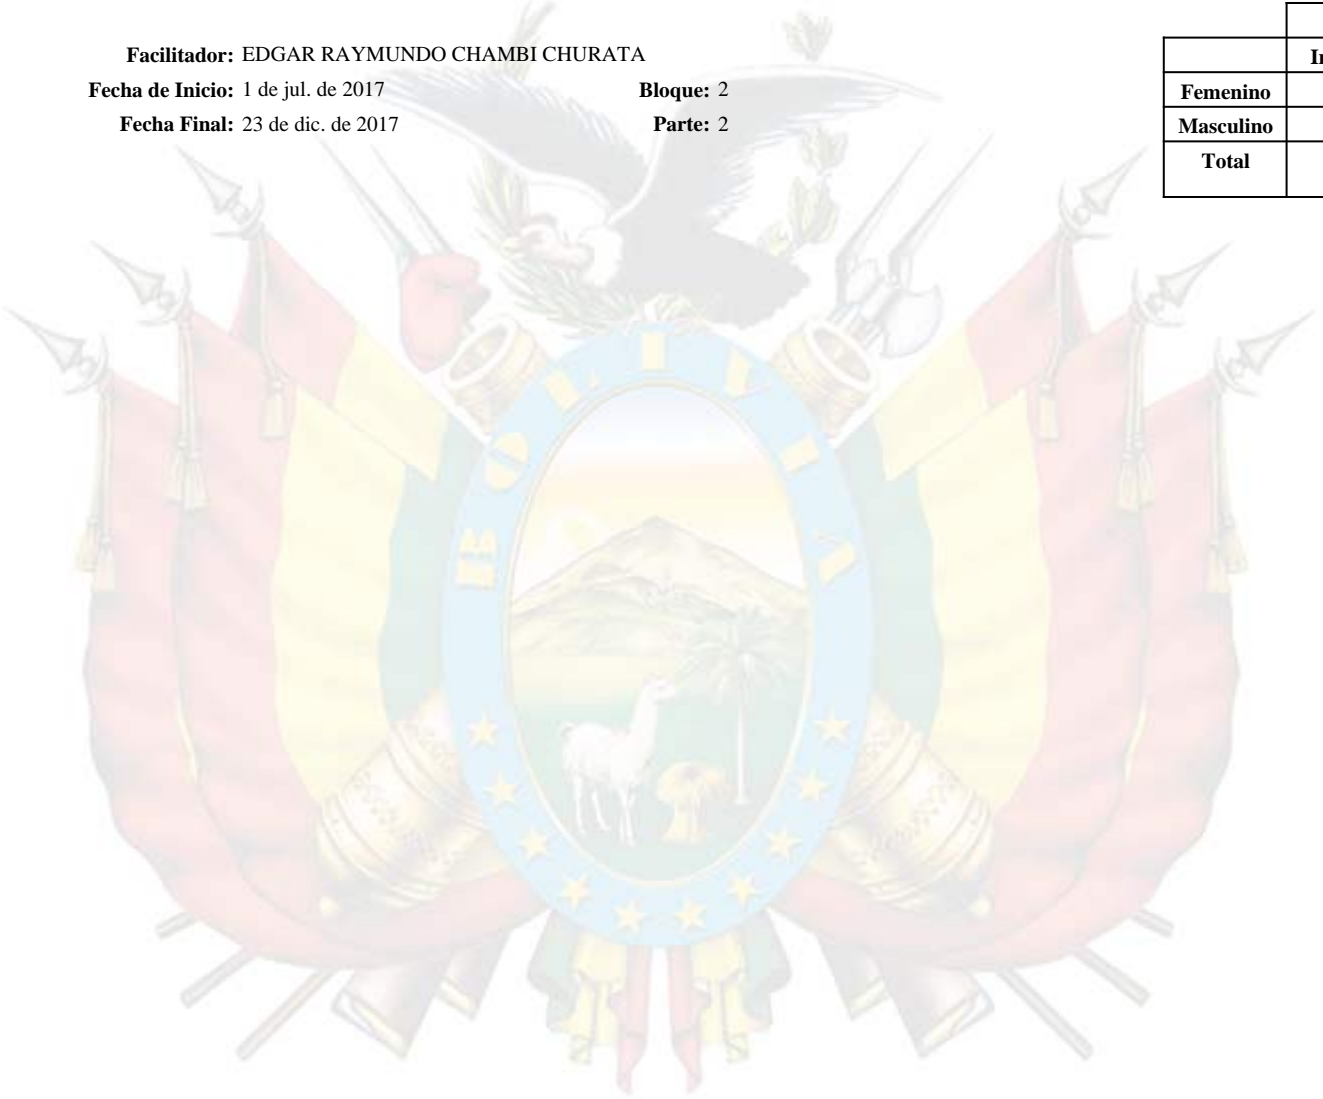 Facilitador: EDGAR RAYMUNDO CHAMBI CHURATA
Fecha de Inicio: 1 de jul. de 2017 Bloque: 2
Fecha Final: 23 de dic. de 2017 Parte: 2
Femenino
Masculino
Total
BOLIVIA